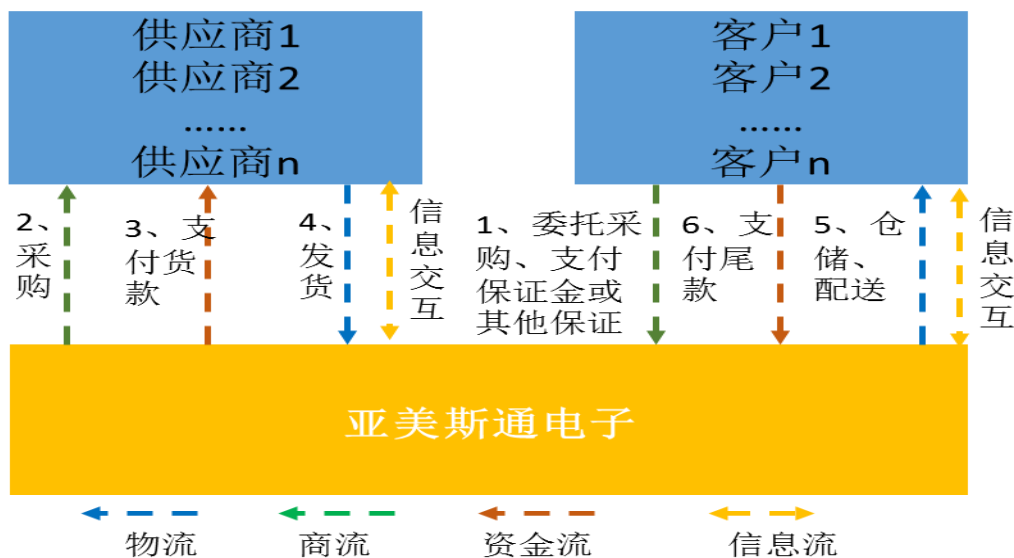 供应商1
供应商2
......
供应商n
客户1
客户2
......
客户n
2、
采
购
3、支
付货
款
4、
发
货
信
息
交
互
1、委托采
购、支付
保证金或
其他保证
6、支
付尾
款
5、仓
储、
配送
信
息
交
互
亚美斯通电子
物流
商流
资金流
信息流